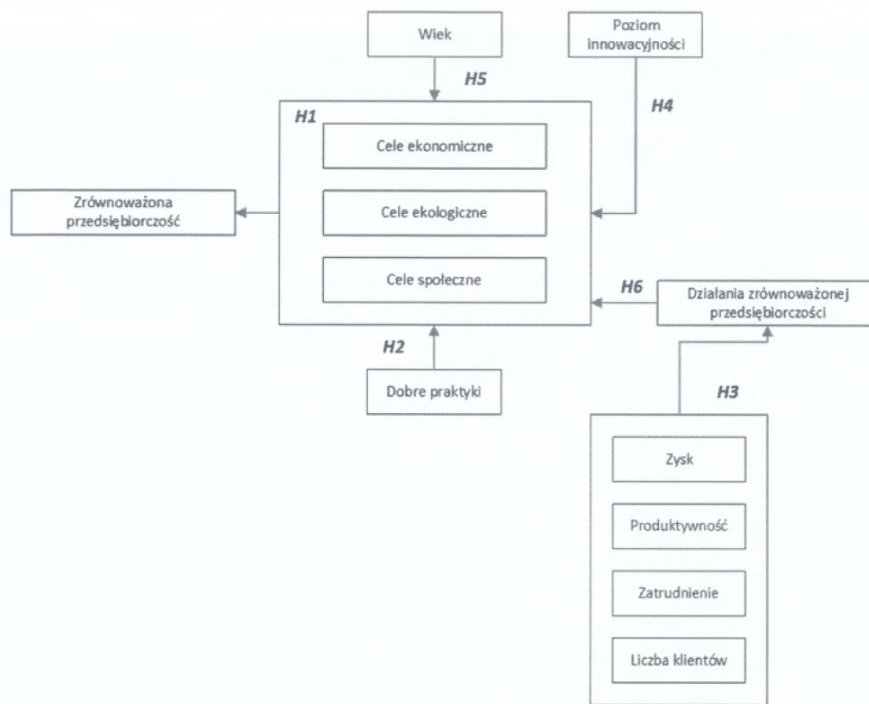 Wiek
Poziom
innowacyjności
H5
H4
H1
Cele ekonomiczne
Zrównoważona
przedsiębiorczość
Cele ekologiczne
Cele społeczne
H6
Działania zrównoważonej
przedsiębiorczości
H2
Dobre praktyki
H3
Zysk
Produktywność
Zatrudnienie
Liczba klientów